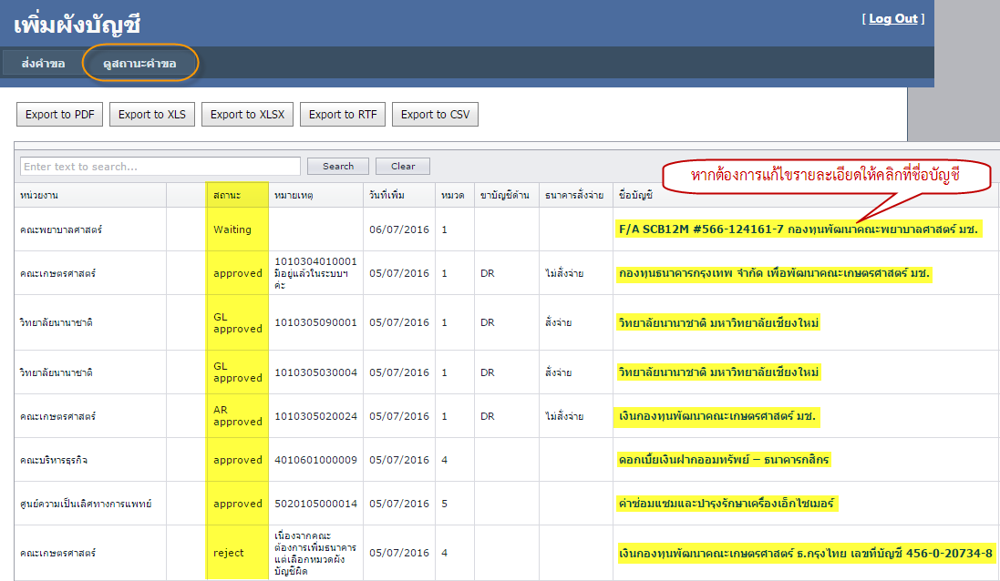 เพิ่มผังบัญชี
[ Log Out ]
ส่งคำขอ ดูสถานะคำขอ
Export to PDF Export to XLS Export to XLSX Export to RTF Export to CSV
Enter text to search... Search Clear
หากต้องการแก้ไขรายละเอียดให้คลิกที่ชื่อบัญชี
หน่วยงาน สถานะ หมายเหตุ วันที่เพิ่ม หมวด ขาบัญชีด้าน ธนาคารสั่งจ่าย ชื่อบัญชี
คณะพยาบาลศาสตร์ Waiting 06/07/2016 1 F/A SCB12M #566-124161-7 กองทุนพัฒนาคณะพยาบาลศาสตร์ มช.
คณะเกษตรศาสตร์ approved 1010304010001 05/07/2016 1 DR ไม่สั่งจ่าย กองทุนธนาคารกรุงเทพ จำกัด เพื่อพัฒนาคณะเกษตรศาสตร์ มช.
มีอยู่แล้วในระบบฯ
ค่ะ
วิทยาลัยนานาชาติ GL 1010305090001 05/07/2016 1 DR สั่งจ่าย วิทยาลัยนานาชาติ มหาวิทยาลัยเชียงใหม่
approved
วิทยาลัยนานาชาติ GL 1010305030004 05/07/2016 1 DR สั่งจ่าย วิทยาลัยนานาชาติ มหาวิทยาลัยเชียงใหม่
approved
คณะเกษตรศาสตร์ AR 1010305020024 05/07/2016 1 DR ไม่สั่งจ่าย เงินกองทุนพัฒนาคณะเกษตรศาสตร์ มช.
approved
คณะบริหารธุรกิจ approved 4010601000009 05/07/2016 4 ดอกเบี้ยเงินฝากออมทรัพย์ – ธนาคารกสิกร
ศูนย์ความเป็นเลิศทางการแพทย์ approved 5020105000014 05/07/2016 5 ค่าซ่อมแซมและบำรุงรักษาเครื่องเอ็กไซเมอร์
คณะเกษตรศาสตร์ reject เนื่องจากคณะ 05/07/2016 4 เงินกองทุนพัฒนาคณะเกษตรศาสตร์ ธ.กรุงไทย เลขที่บัญชี 456-0-20734-8
ต้องการเพิ่มธนาคาร
แต่เลือกหมวดผัง
บัญชีผิด